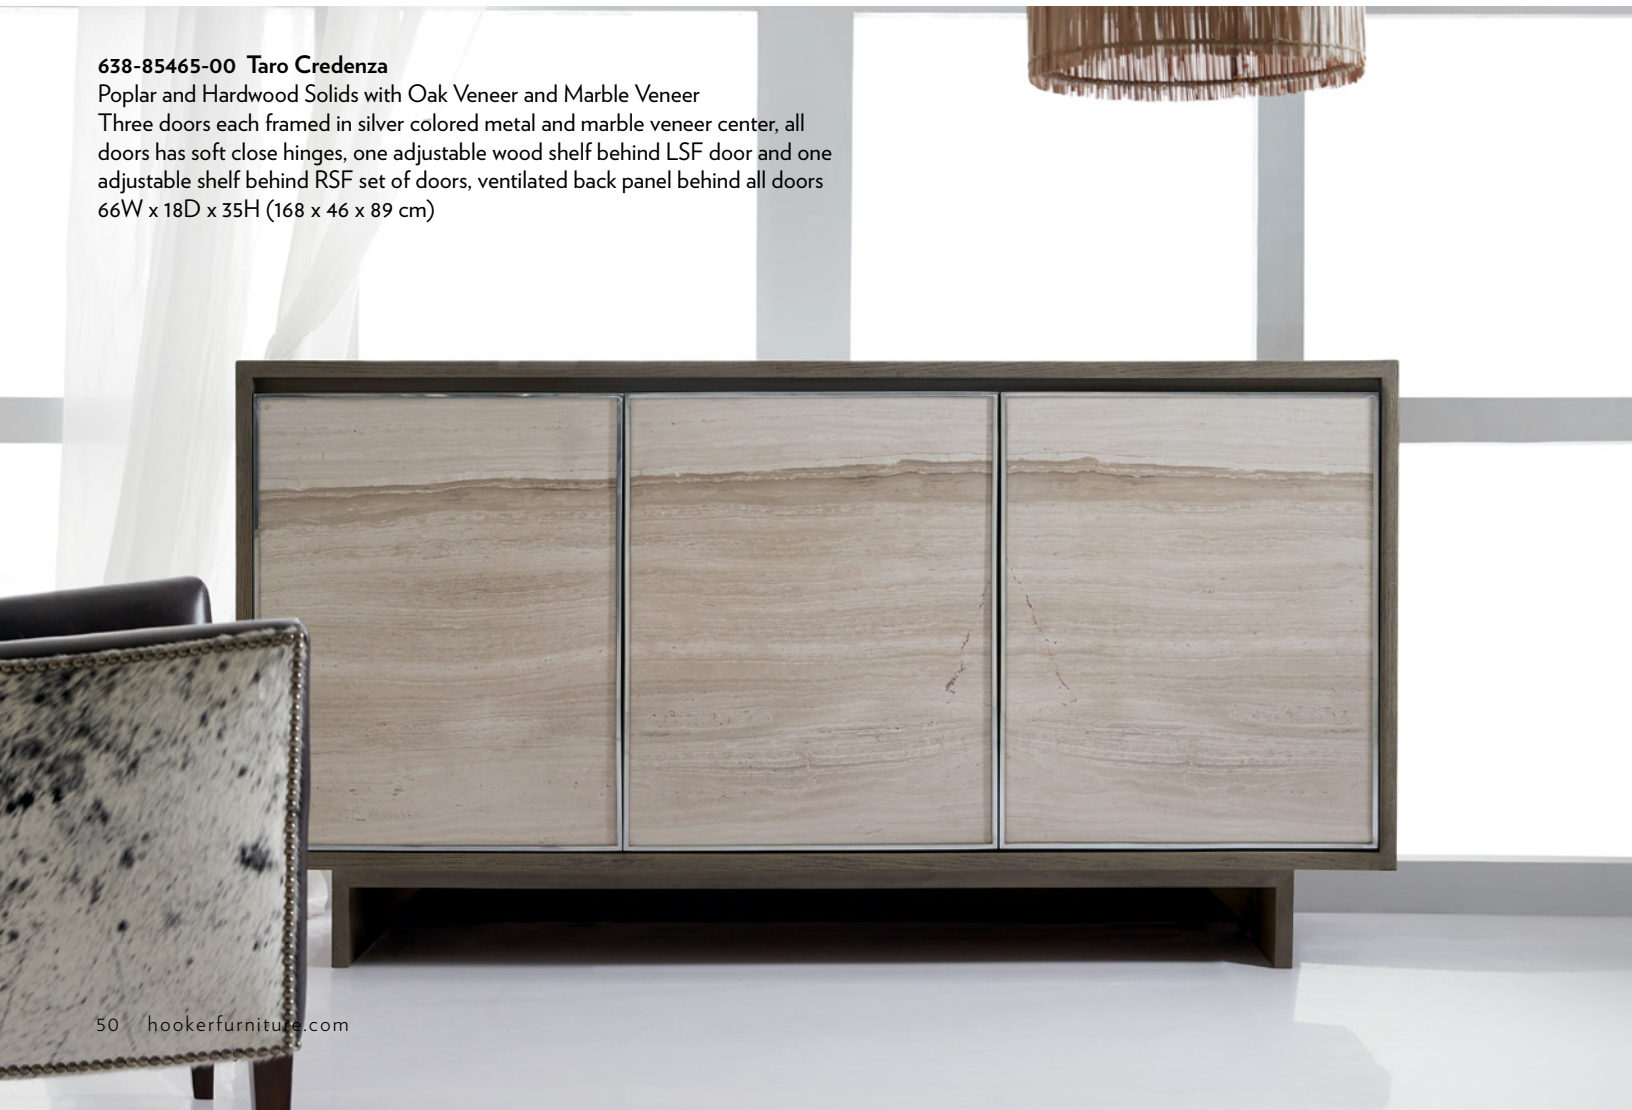 638-85465-00 Taro Credenza
Poplar and Hardwood Solids with Oak Veneer and Marble Veneer
Three doors each framed in silver colored metal and marble veneer center, all
doors has soft close hinges, one adjustable wood shelf behind LSF door and one
adjustable shelf behind RSF set of doors, ventilated back panel behind all doors
66W x 18D x 35H (168 x 46 x 89 cm)
50 hookerfurniture.com